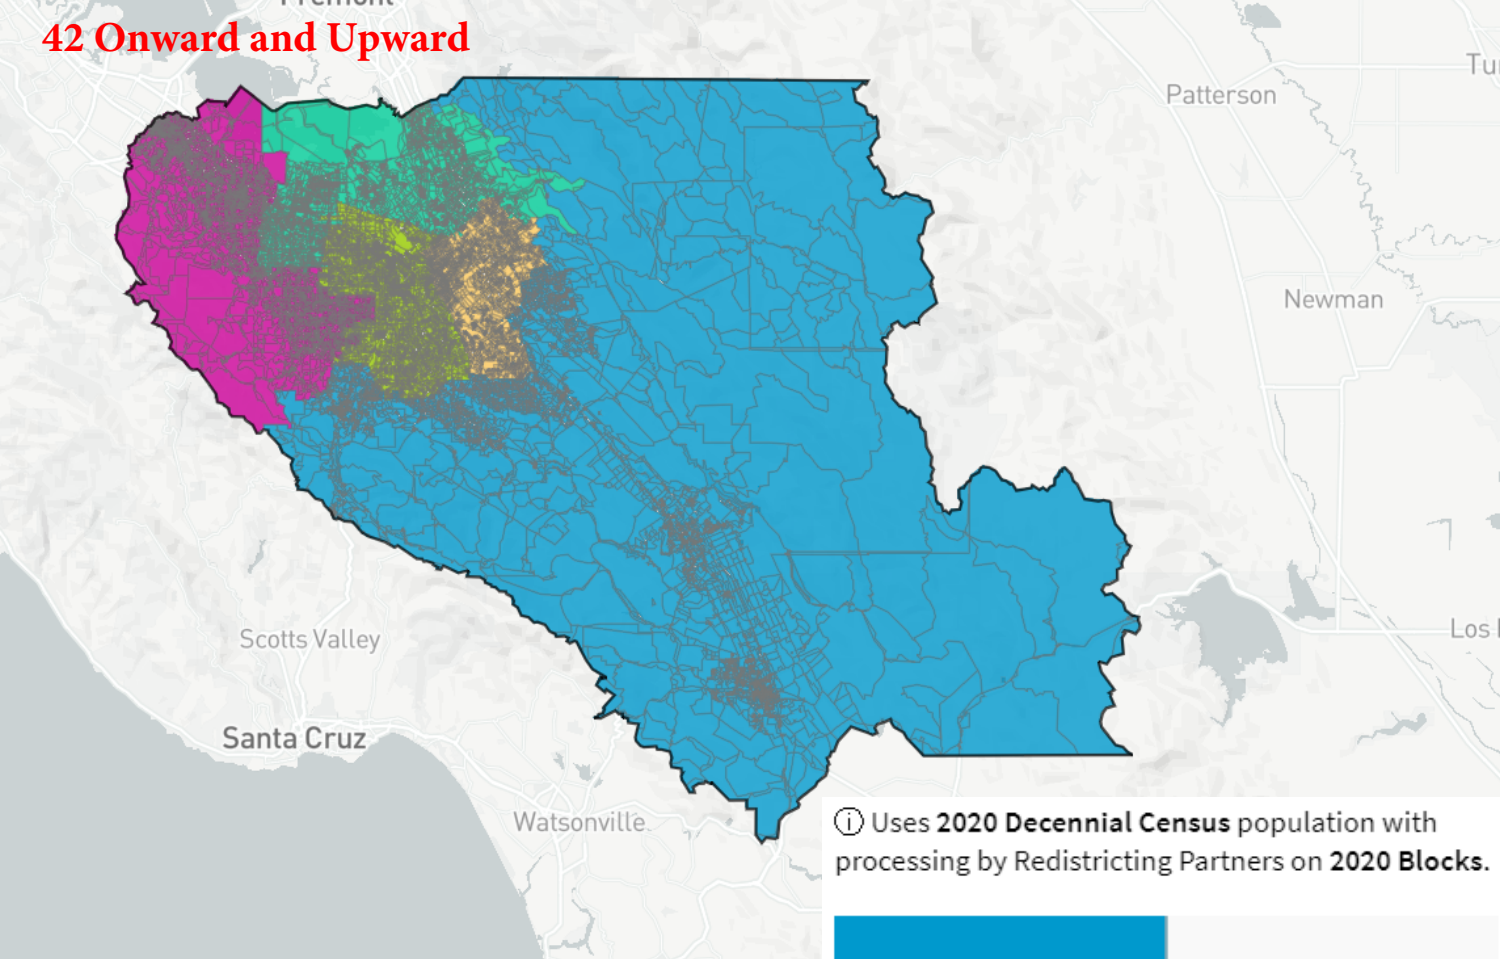 42 Onward and Upward
Patterson
Newman
Scotts Valley
Santa Cruz
Watsonville
Los
ⓘ Uses 2020 Decennial Census population with
processing by Redistricting Partners on 2020 Blocks.